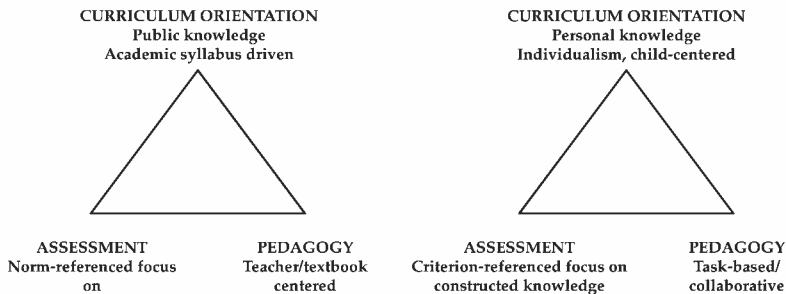 CURRICULUM ORIENTATION
Public knowledge
Academic syllabus driven
ASSESSMENT
Norm-referenced focus
on
PEDAGOGY
Teacher/textbook
centered
CURRICULUM ORIENTATION
Personal knowledge
Individualism, child-centered
ASSESSMENT
Criterion-referenced focus on
constructed knowledge
PEDAGOGY
Task-based/
collaborative